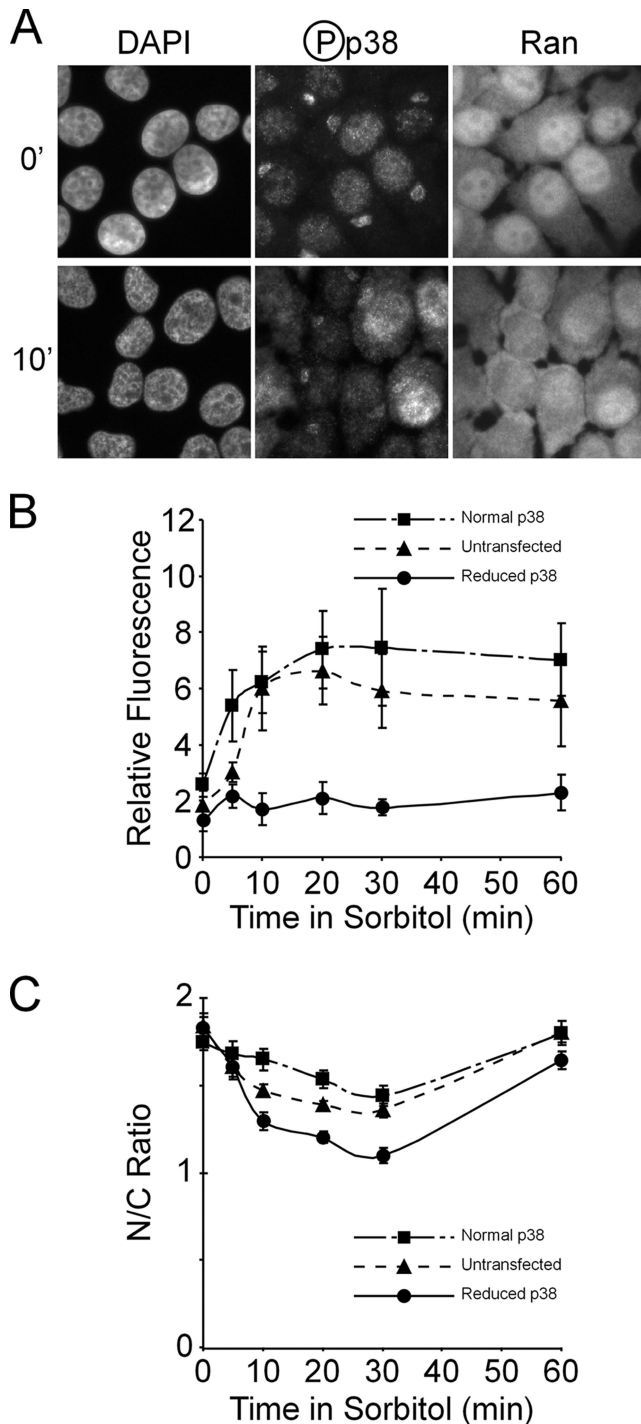 A
DAPI Pp38 Ran
0’
10’
B
Normal p38
Untransfected
Reduced p38
12
10
8
6
4
2
0
Relative Fluorescence
0 10 20 30 40 50 60
Time in Sorbitol (min)
C
2
1
0
N/C Ratio
Normal p38
Untransfected
Reduced p38
0 10 20 30 40 50 60
Time in Sorbitol (min)